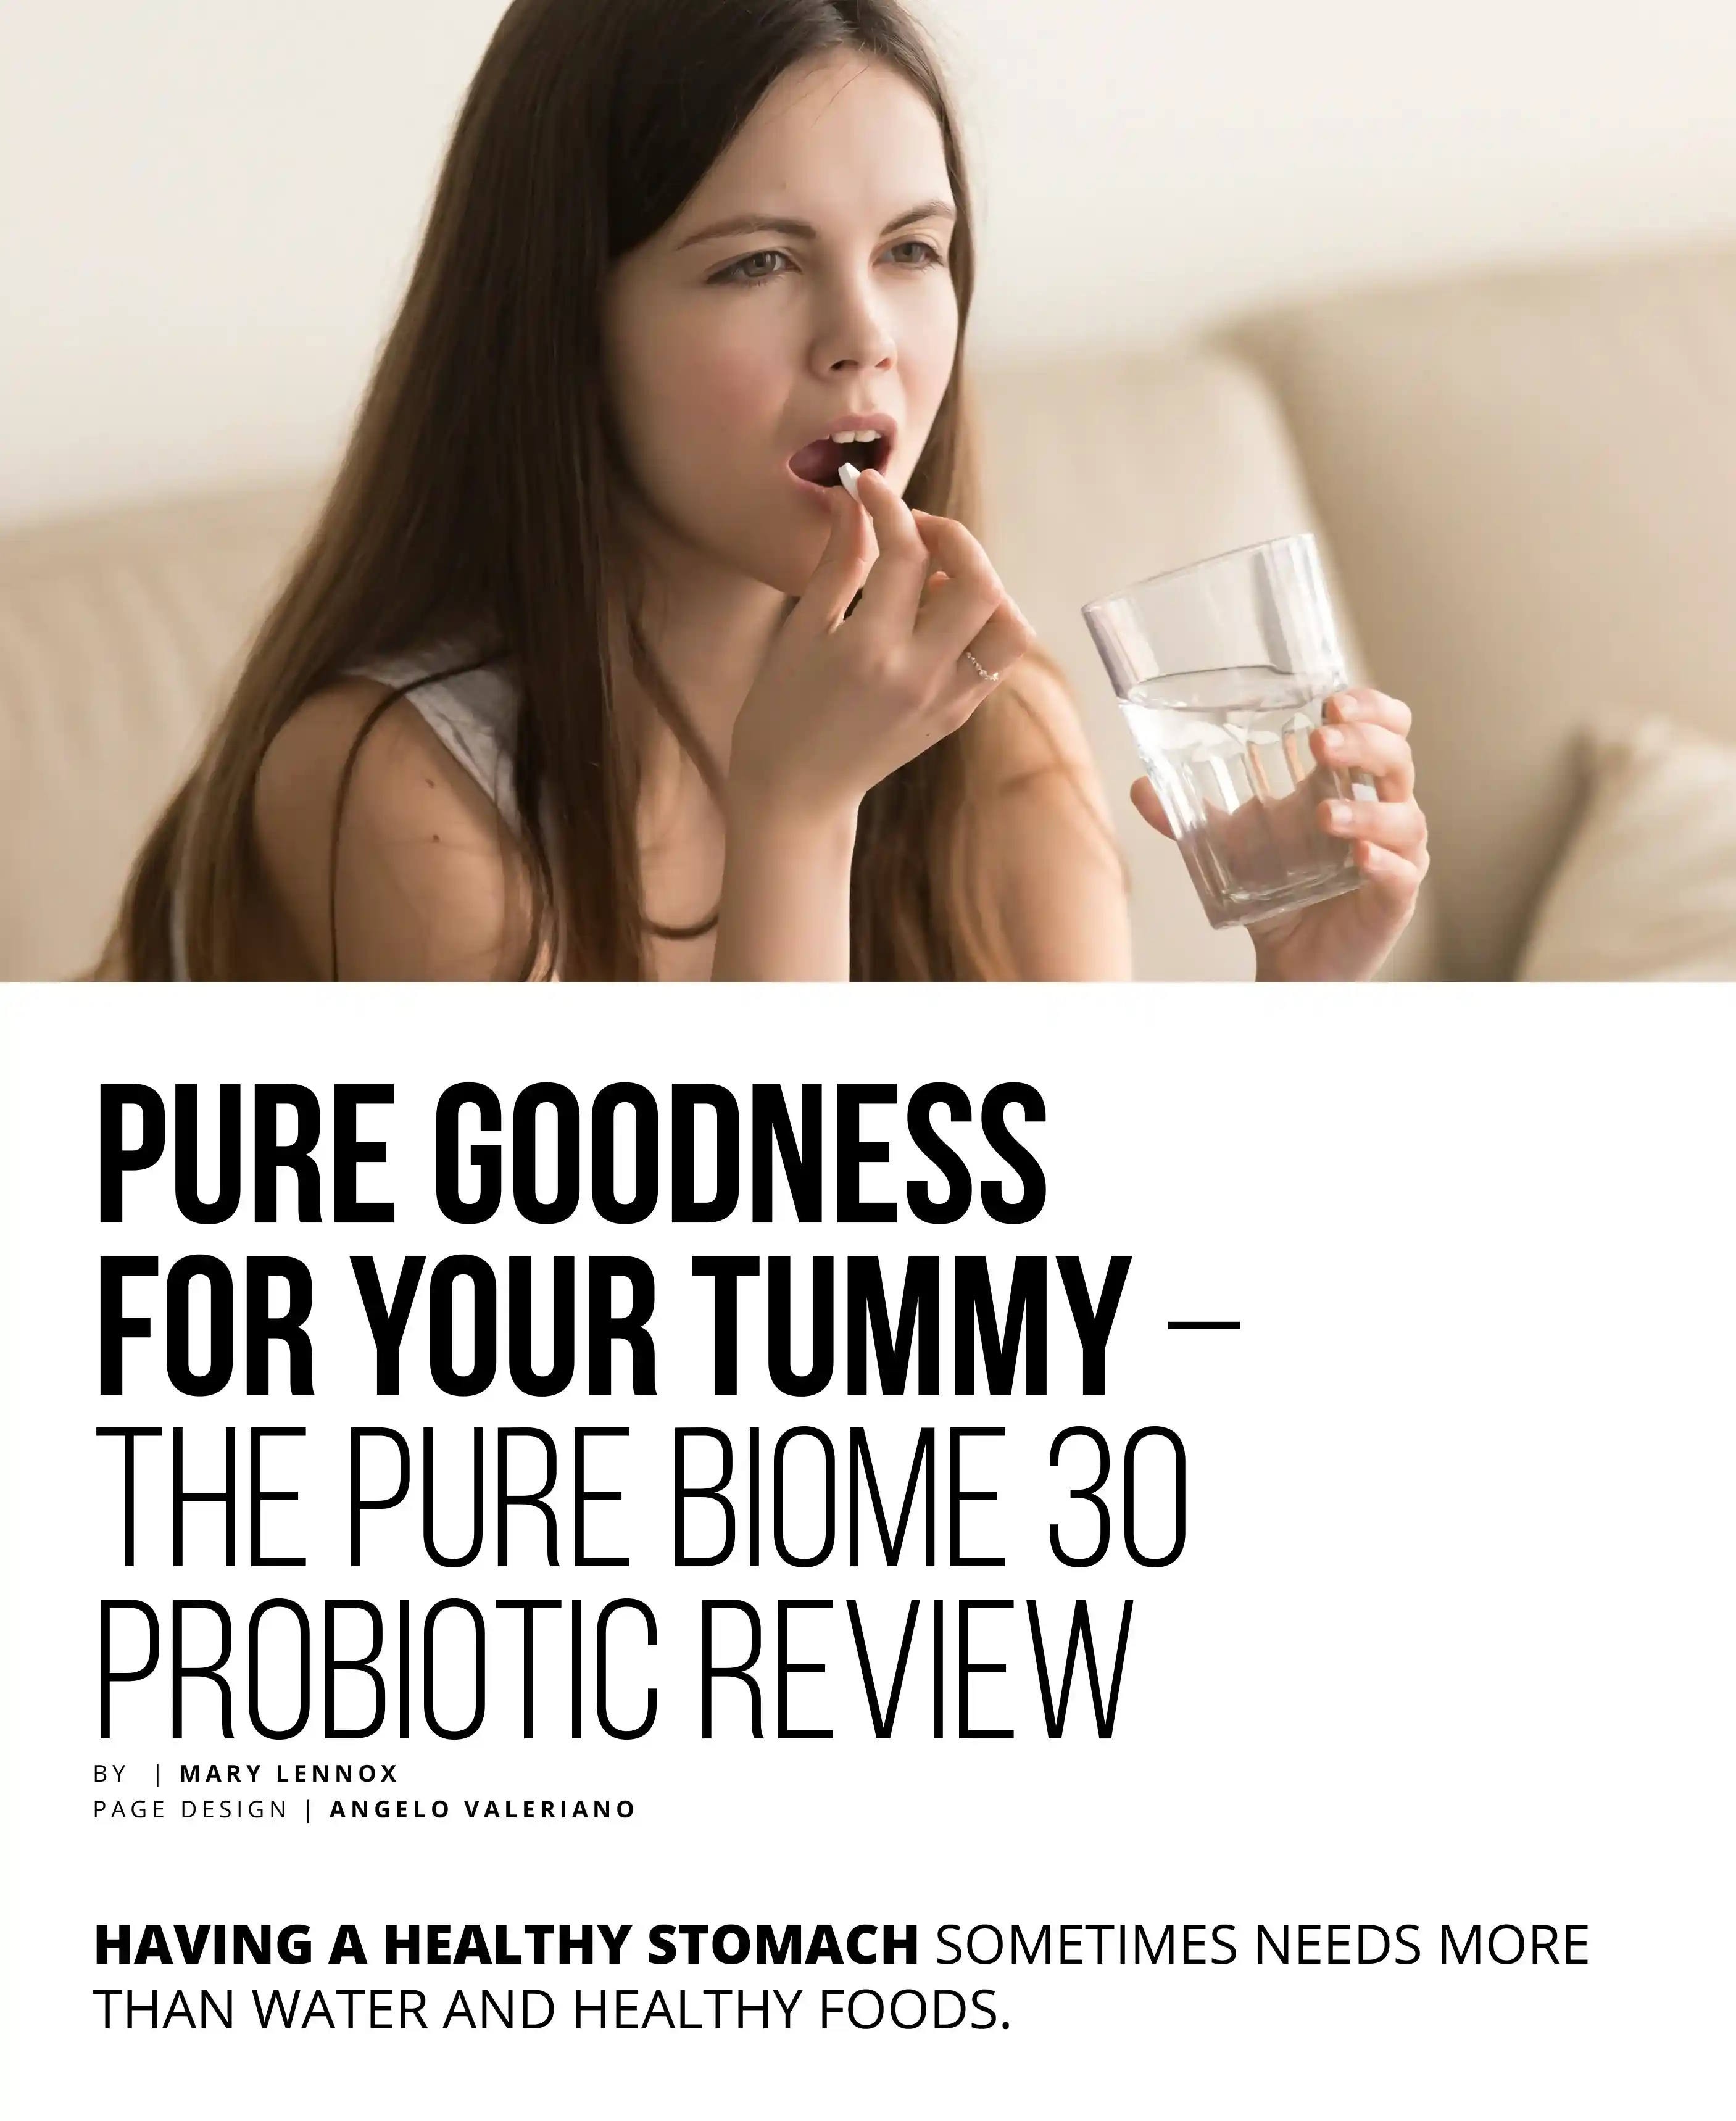 PURE GOODNESS
FOR YOUR TUMMY –
THE PURE BIOME 30
PROBIOTIC REVIEW
BY | MARY LENNOX
PAGE DESIGN | ANGELO VALERIANO
HAVING A HEALTHY STOMACH SOMETIMES NEEDS MORE
THAN WATER AND HEALTHY FOODS.